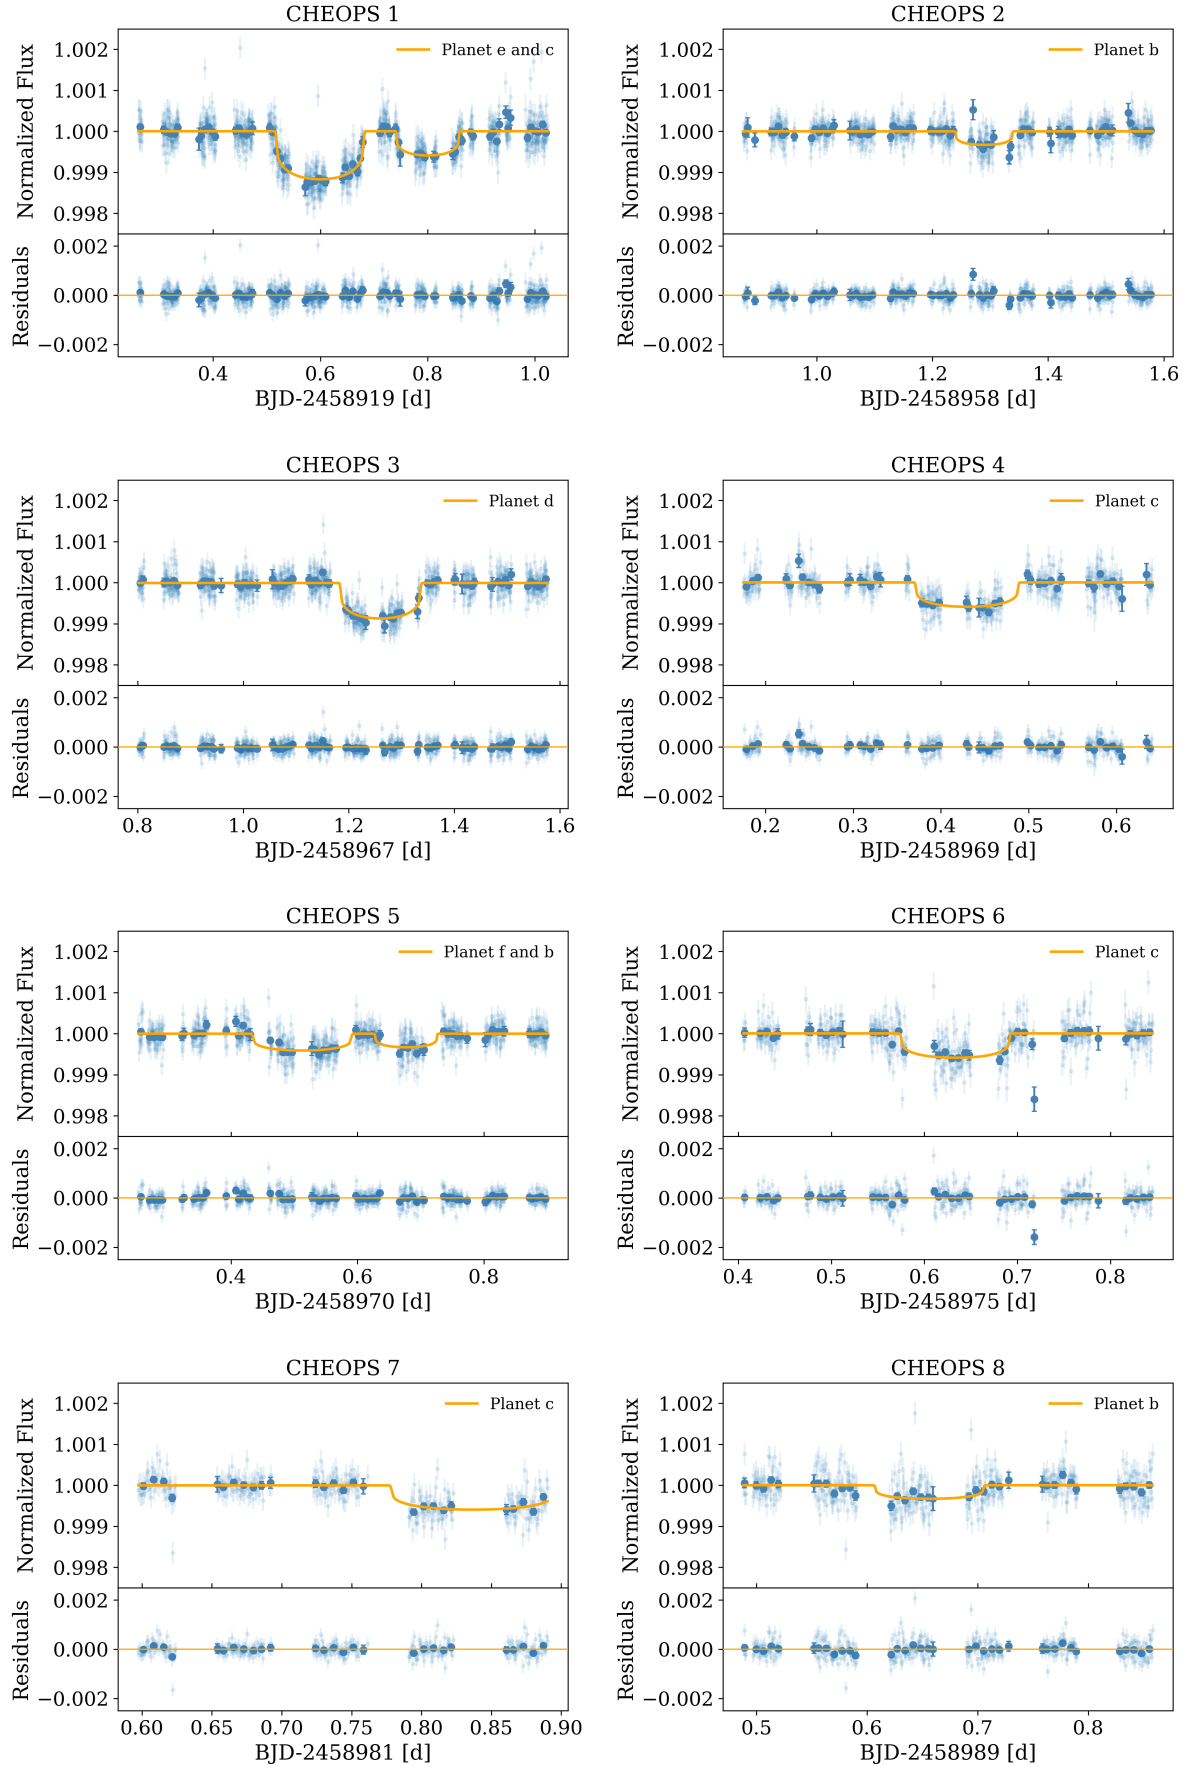 CHEOPS 1
Normalized Flux
1.002
1.001
1.000
0.999
0.998
Planet e and c
Residuals
0.002
0.000
−0.002
0.4 0.6 0.8 1.0
BJD-2458919 [d]
CHEOPS 2
Normalized Flux
1.002
1.001
1.000
0.999
0.998
Planet b
Residuals
0.002
0.000
−0.002
1.0 1.2 1.4 1.6
BJD-2458958 [d]
CHEOPS 3
Normalized Flux
1.002
1.001
1.000
0.999
0.998
Planet d
Residuals
0.002
0.000
−0.002
0.8 1.0 1.2 1.4 1.6
BJD-2458967 [d]
CHEOPS 4
Normalized Flux
1.002
1.001
1.000
0.999
0.998
Planet c
Residuals
0.002
0.000
−0.002
0.2 0.3 0.4 0.5 0.6
BJD-2458969 [d]
CHEOPS 5
Normalized Flux
1.002
1.001
1.000
0.999
0.998
Planet f and b
Residuals
0.002
0.000
−0.002
0.4 0.6 0.8
BJD-2458970 [d]
CHEOPS 6
Normalized Flux
1.002
1.001
1.000
0.999
0.998
Planet c
Residuals
0.002
0.000
−0.002
0.4 0.5 0.6 0.7 0.8
BJD-2458975 [d]
CHEOPS 7
Normalized Flux
1.002
1.001
1.000
0.999
0.998
Planet c
Residuals
0.002
0.000
−0.002
0.60 0.65 0.70 0.75 0.80 0.85 0.90
BJD-2458981 [d]
CHEOPS 8
Normalized Flux
1.002
1.001
1.000
0.999
0.998
Planet b
Residuals
0.002
0.000
−0.002
0.5 0.6 0.7 0.8
BJD-2458989 [d]